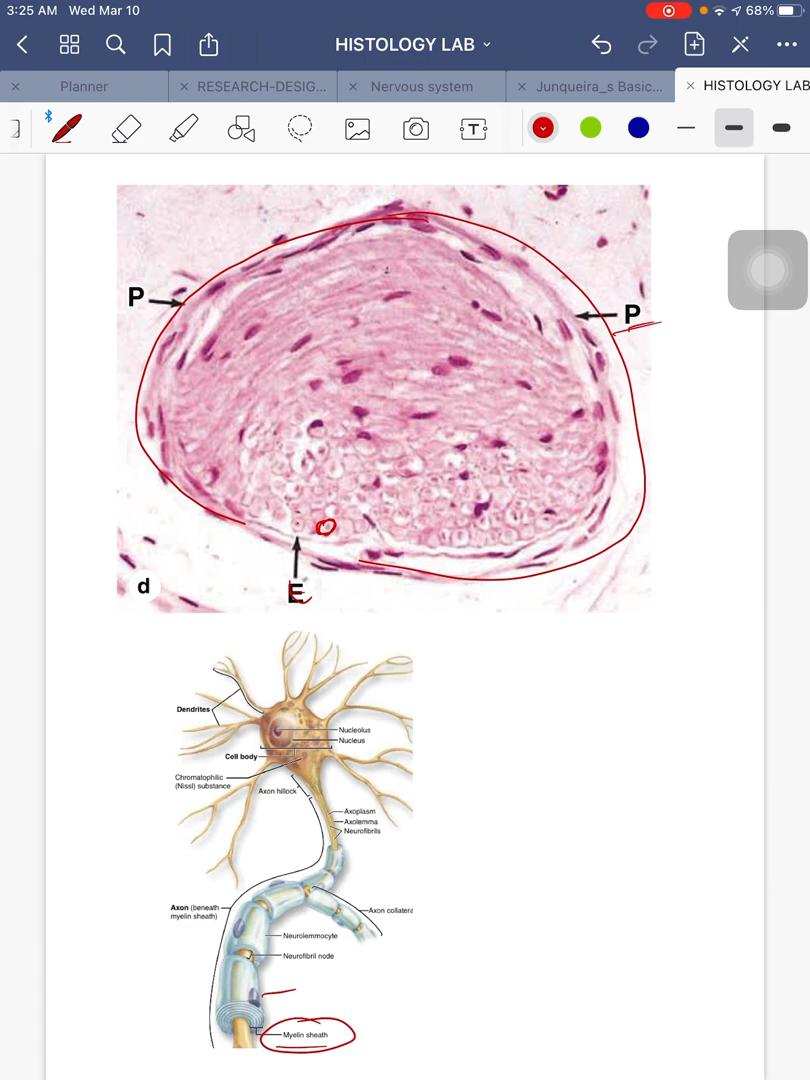 3:25 AM Wed Mar 10
68%
HISTOLOGY LAB
Planner
RESEARCH-DESIG...
Nervous system
Junqueira_s Basic...
HISTOLOGY LAB
T
P
P
E
d
Dendrites
Nucleolus
Nucleus
Cell body
Chromatophilic
(Nissl) substance
Axon hillock
Axoplasm
Axolemma
Neurofibrils
Axon (beneath
myelin sheath)
Axon collatera
Neurolemmocyte
Neurofibril node
Myelin sheath